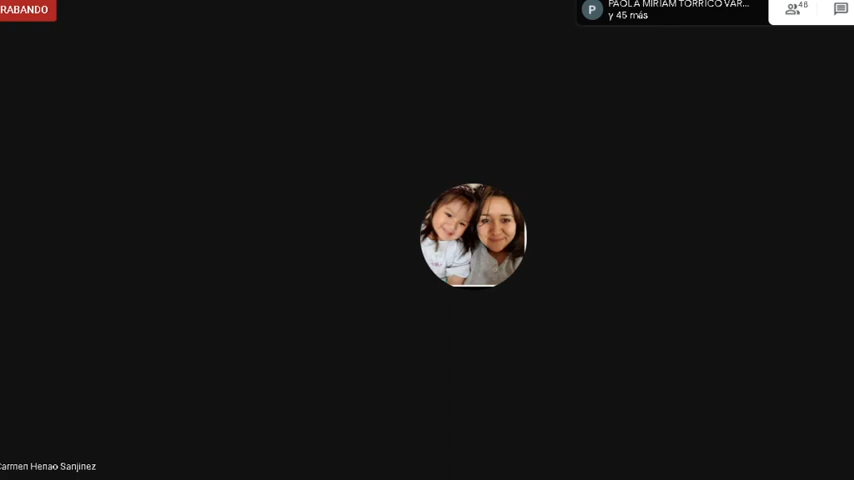 RABANDO
PAOLA MIRIAM TORRICO VAR...
y 45 más
P
48
Carmen Henao Sanjinez